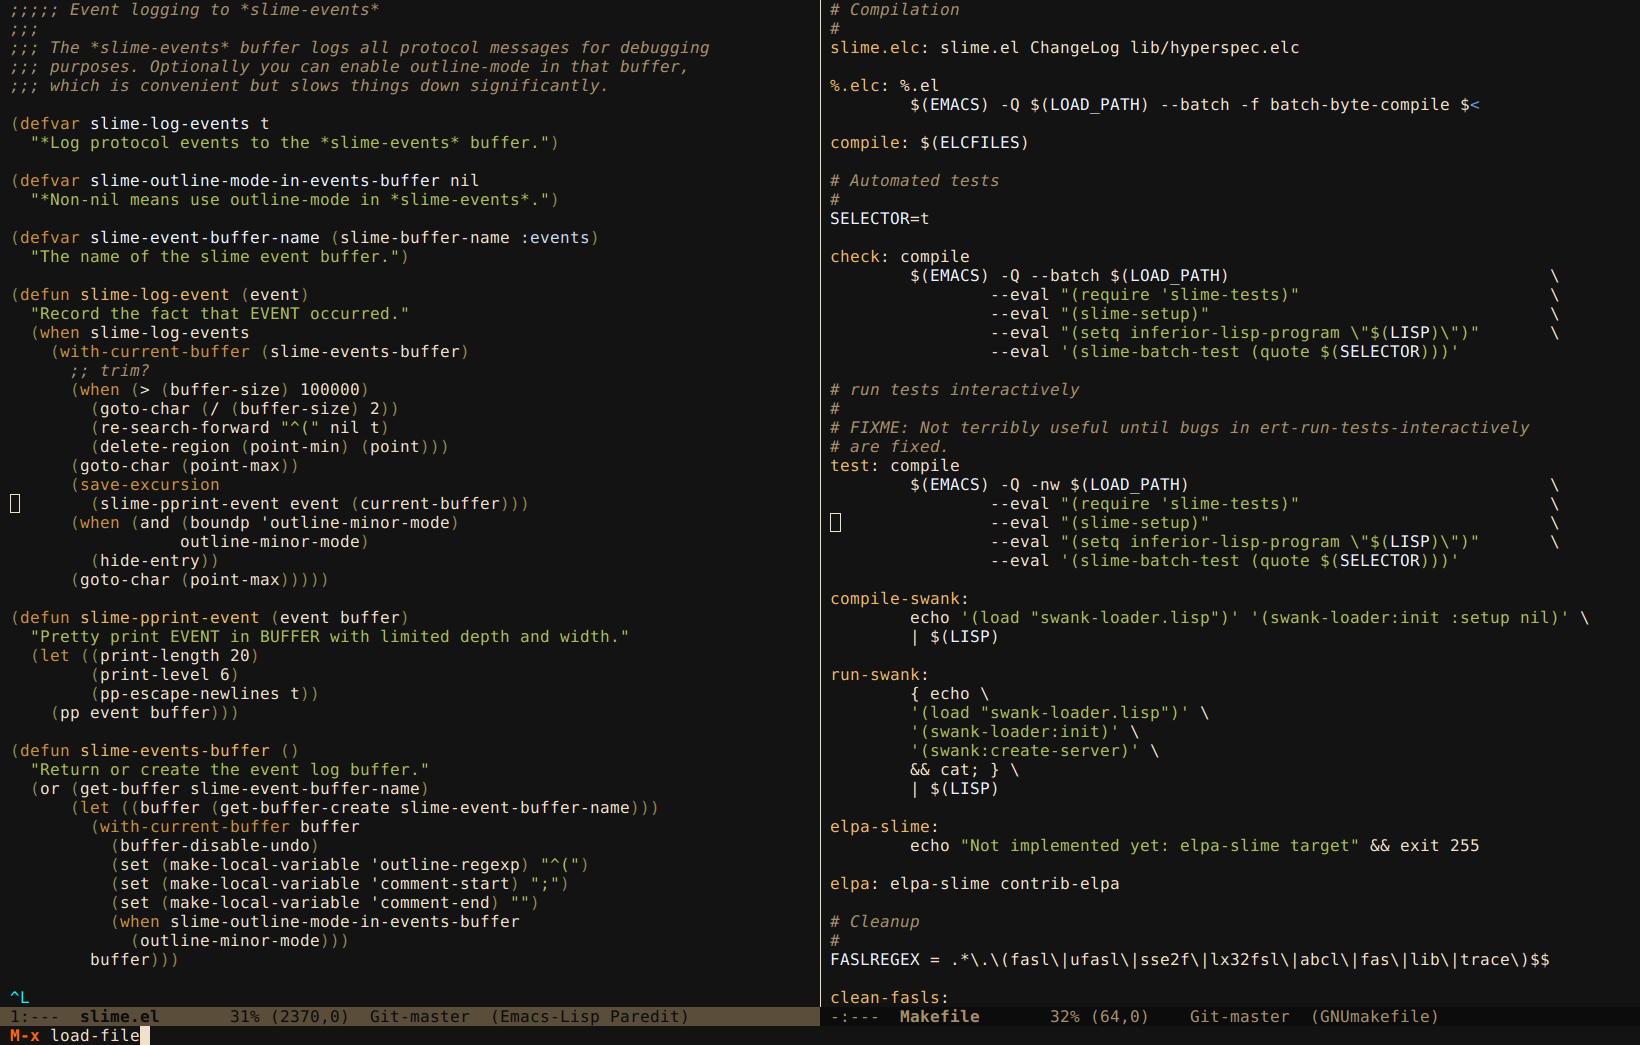 ;;;;; Event logging to *slime-events*
;;;
;;; The *slime-events* buffer logs all protocol messages for debugging
;;; purposes. Optionally you can enable outline-mode in that buffer,
;;; which is convenient but slows things down significantly.

(defvar slime-log-events t
  "*Log protocol events to the *slime-events* buffer.")

(defvar slime-outline-mode-in-events-buffer nil
  "*Non-nil means use outline-mode in *slime-events*.")

(defvar slime-event-buffer-name (slime-buffer-name :events)
  "The name of the slime event buffer.")

(defun slime-log-event (event)
  "Record the fact that EVENT occurred."
  (when slime-log-events
    (with-current-buffer (slime-events-buffer)
      ;; trim?
      (when (> (buffer-size) 100000)
        (goto-char (/ (buffer-size) 2))
        (re-search-forward "^(" nil t)
        (delete-region (point-min) (point)))
      (goto-char (point-max))
      (save-excursion
        (slime-pprint-event event (current-buffer)))
      (when (and (boundp 'outline-minor-mode)
                 outline-minor-mode)
        (hide-entry))
      (goto-char (point-max)))))

(defun slime-pprint-event (event buffer)
  "Pretty print EVENT in BUFFER with limited depth and width."
  (let ((print-length 20)
        (print-level 6)
        (pp-escape-newlines t))
    (pp event buffer)))

(defun slime-events-buffer ()
  "Return or create the event log buffer."
  (or (get-buffer slime-event-buffer-name)
      (let ((buffer (get-buffer-create slime-event-buffer-name)))
        (with-current-buffer buffer
          (buffer-disable-undo)
          (set (make-local-variable 'outline-regexp) "^(")
          (set (make-local-variable 'comment-start) ";")
          (set (make-local-variable 'comment-end) "")
          (when slime-outline-mode-in-events-buffer
            (outline-minor-mode)))
        buffer)))

^L
1:---  slime.el       31% (2370,0)  Git-master  (Emacs-Lisp Paredit)
# Compilation
#
slime.elc: slime.el ChangeLog lib/hyperspec.elc

%.elc: %.el
        $(EMACS) -Q $(LOAD_PATH) --batch -f batch-byte-compile $<

compile: $(ELCFILES)

# Automated tests
#
SELECTOR=t

check: compile
        $(EMACS) -Q --batch $(LOAD_PATH)                                \
                --eval "(require 'slime-tests)"                         \
                --eval "(slime-setup)"                                  \
                --eval "(setq inferior-lisp-program \"$(LISP)\")"       \
                --eval '(slime-batch-test (quote $(SELECTOR)))'

# run tests interactively
#
# FIXME: Not terribly useful until bugs in ert-run-tests-interactively
# are fixed.
test: compile
        $(EMACS) -Q -nw $(LOAD_PATH)                                    \
                --eval "(require 'slime-tests)"                         \
                --eval "(slime-setup)"                                  \
                --eval "(setq inferior-lisp-program \"$(LISP)\")"       \
                --eval '(slime-batch-test (quote $(SELECTOR)))'

compile-swank:
        echo '(load "swank-loader.lisp")' '(swank-loader:init :setup nil)' \
        | $(LISP)

run-swank:
        { echo \
        '(load "swank-loader.lisp")' \
        '(swank-loader:init)' \
        '(swank:create-server)' \
        && cat; } \
        | $(LISP)

elpa-slime:
        echo "Not implemented yet: elpa-slime target" && exit 255

elpa: elpa-slime contrib-elpa

# Cleanup
#
FASLREGEX = .*\.\(fasl\|ufasl\|sse2f\|lx32fsl\|abcl\|fas\|lib\|trace\)$$

clean-fasls:
-:---  Makefile       32% (64,0)    Git-master  (GNUmakefile)
M-x load-file